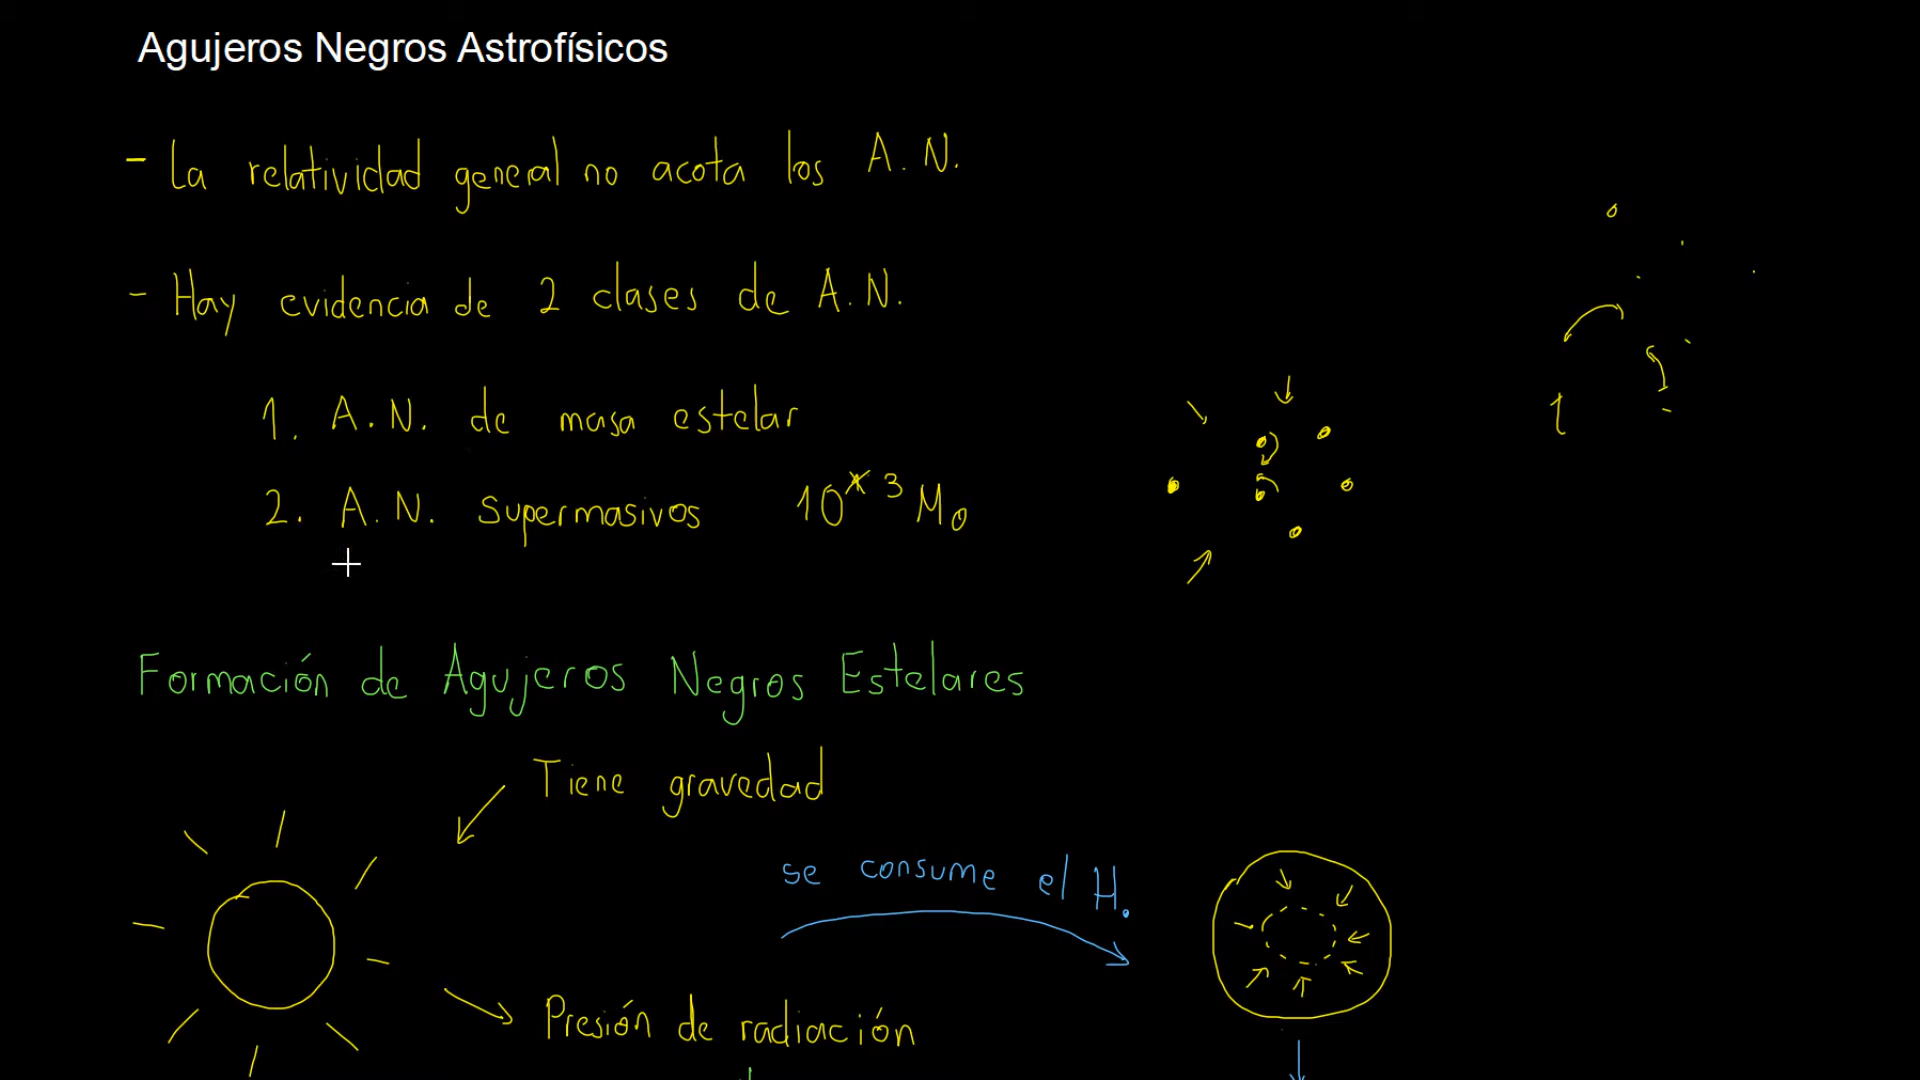 Agujeros Negros Astrofísicos
- La relatividad general no acota los A.N.
- Hay evidencia de 2 clases de A.N.
1. A.N. de masa estelar
2. A.N. supermasivos 10^x 3 M⊙
Formación de Agujeros Negros Estelares
Tiene gravedad
se consume el H.
Presión de radiación